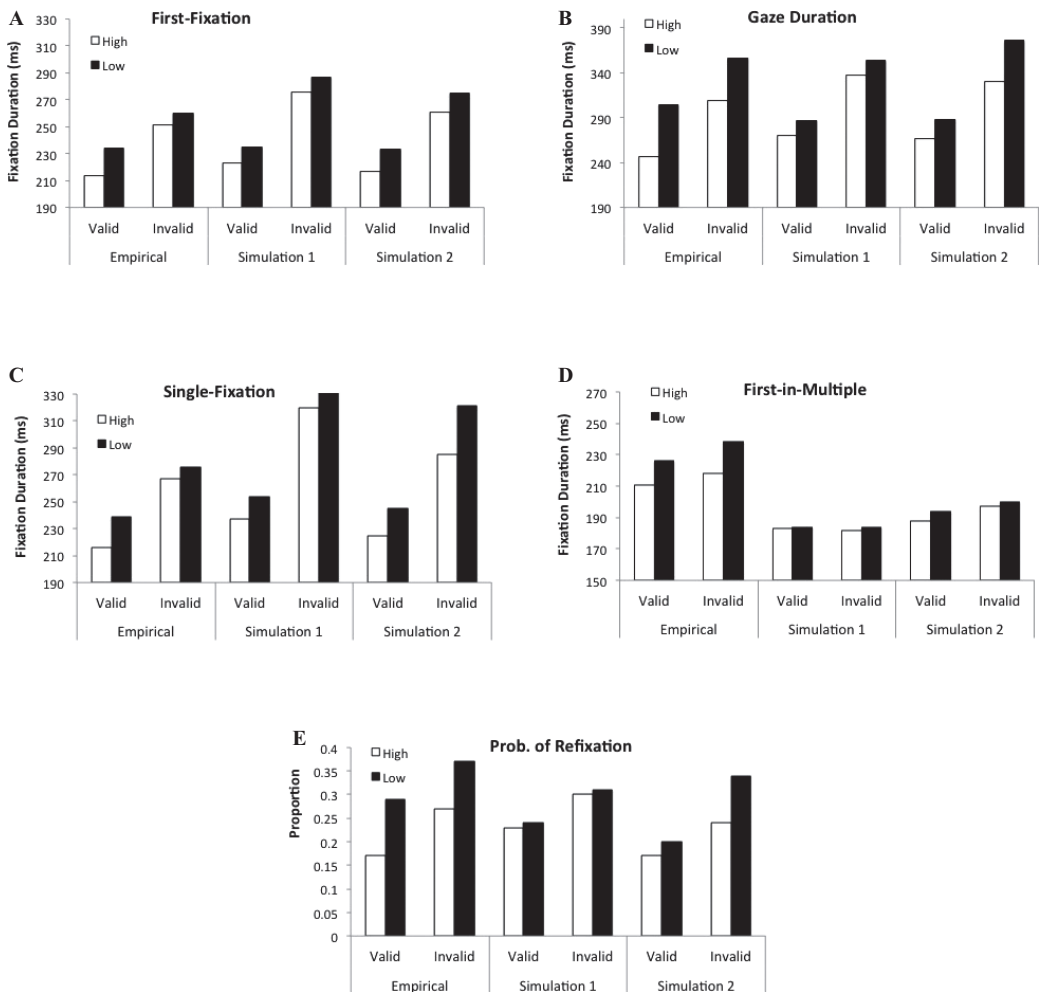 A
First-Fixation
Fixation Duration (ms)
330
310
290
270
250
230
210
190
High
Low
Valid Invalid Valid Invalid Valid Invalid
Empirical Simulation 1 Simulation 2
B
Gaze Duration
Fixation Duration (ms)
390
340
290
240
190
High
Low
Valid Invalid Valid Invalid Valid Invalid
Empirical Simulation 1 Simulation 2
C
Single-Fixation
Fixation Duration (ms)
330
310
290
270
250
230
210
190
High
Low
Valid Invalid Valid Invalid Valid Invalid
Empirical Simulation 1 Simulation 2
D
First-in-Multiple
Fixation Duration (ms)
270
250
230
210
190
170
150
High
Low
Valid Invalid Valid Invalid Valid Invalid
Empirical Simulation 1 Simulation 2
E
Prob. of Refixation
Proportion
0.4
0.35
0.3
0.25
0.2
0.15
0.1
0.05
0
High
Low
Valid Invalid Valid Invalid Valid Invalid
Empirical Simulation 1 Simulation 2